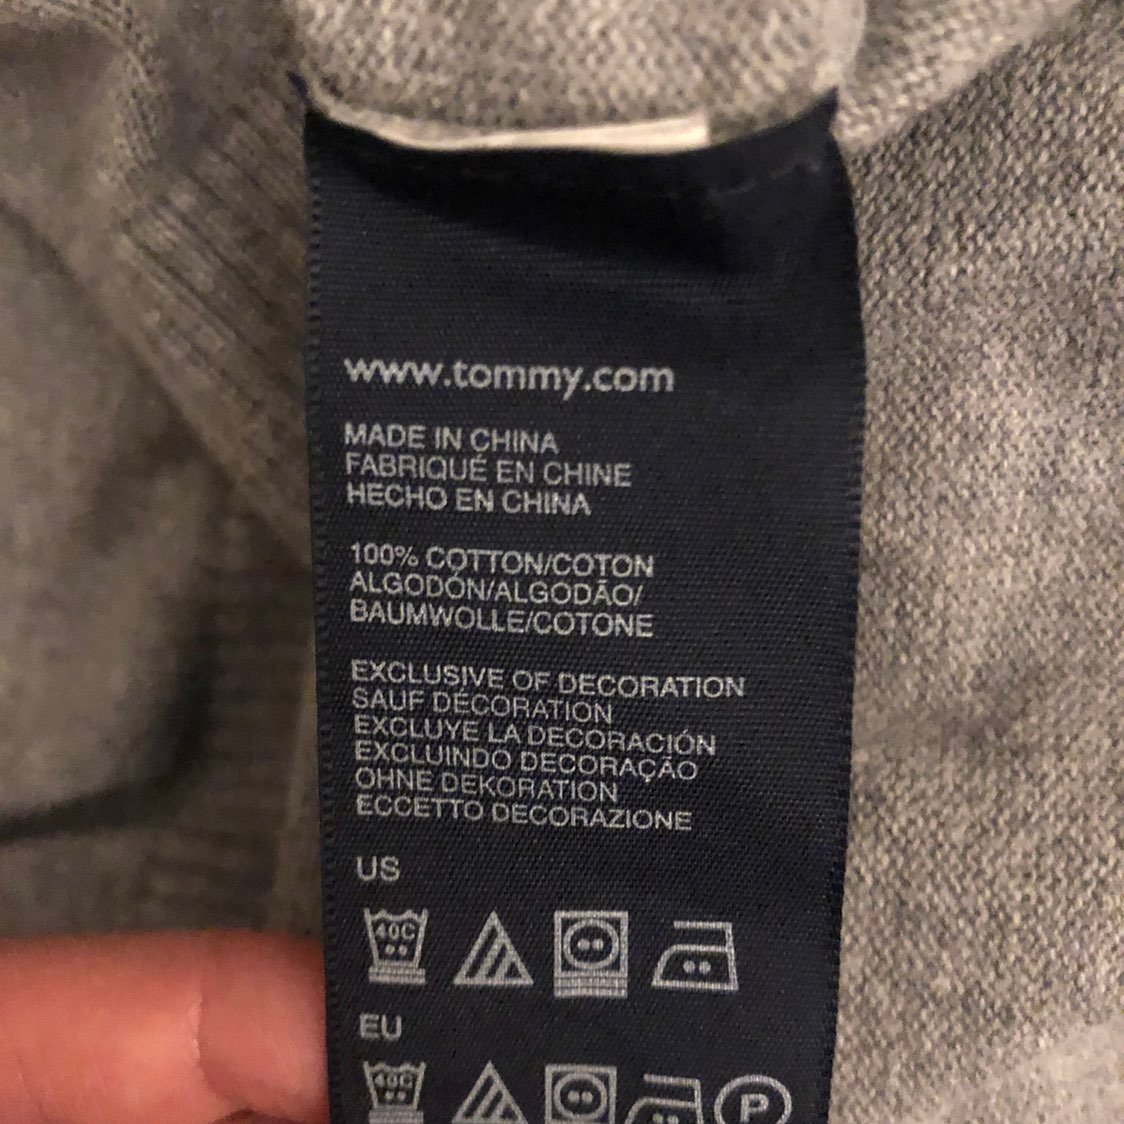 www.tommy.com
MADE IN CHINA
FABRIQUÉ EN CHINE
HECHO EN CHINA
100% COTTON/COTON
ALGODÓN/ALGODÃO/
BAUMWOLLE/COTONE
EXCLUSIVE OF DECORATION
SAUF DÉCORATION
EXCLUYE LA DECORACIÓN
EXCLUINDO DECORAÇÃO
OHNE DEKORATION
ECCETTO DECORAZIONE
US
40C
EU
40C P